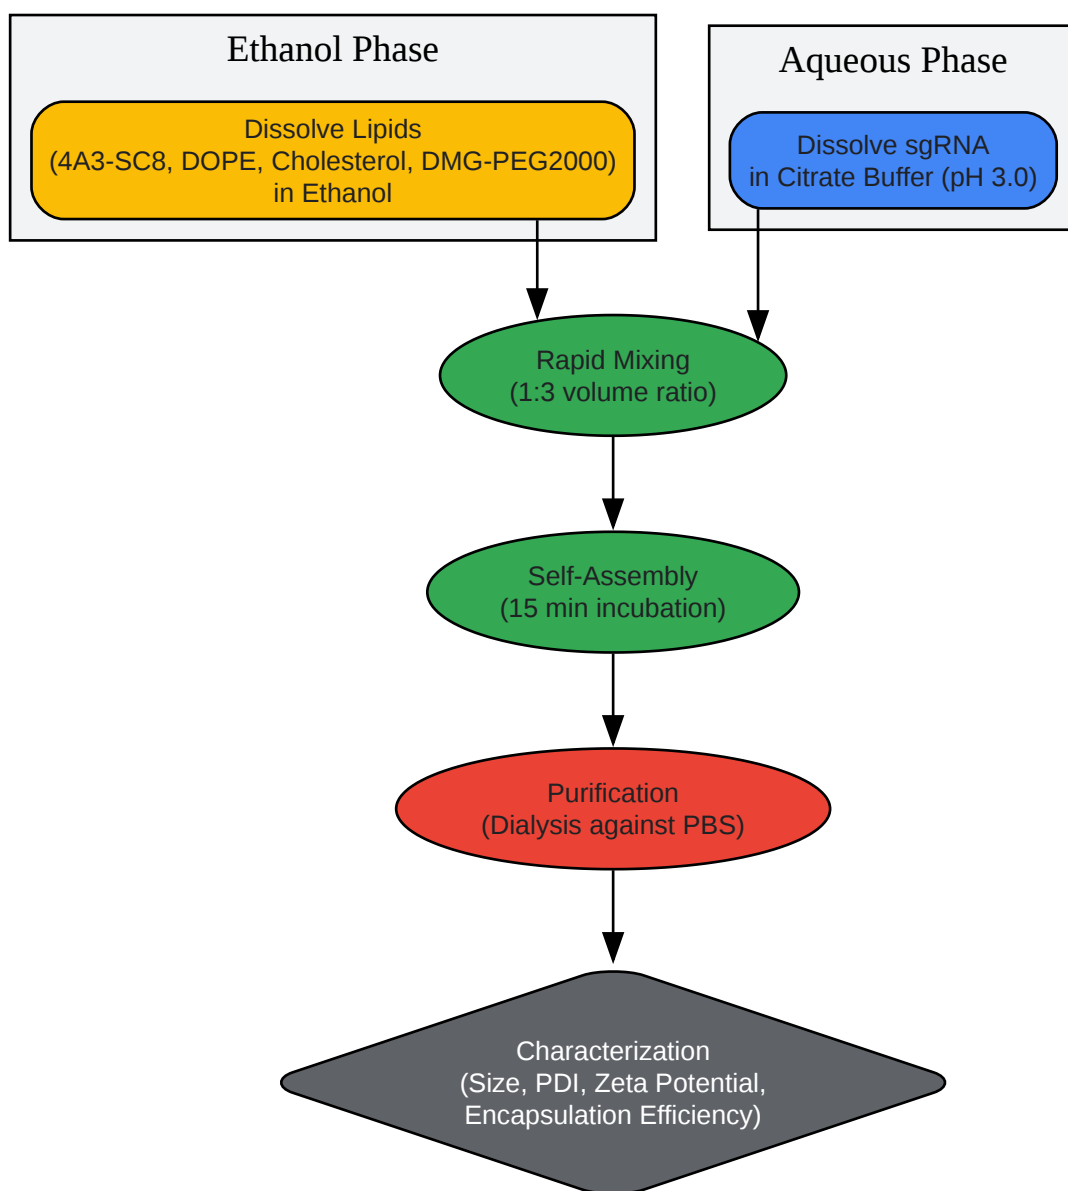 Ethanol Phase
Dissolve Lipids
(4A3-SC8, DOPE, Cholesterol, DMG-PEG2000)
in Ethanol
Aqueous Phase
Dissolve sgRNA
in Citrate Buffer (pH 3.0)
Rapid Mixing
(1:3 volume ratio)
Self-Assembly
(15 min incubation)
Purification
(Dialysis against PBS)
Characterization
(Size, PDI, Zeta Potential,
Encapsulation Efficiency)